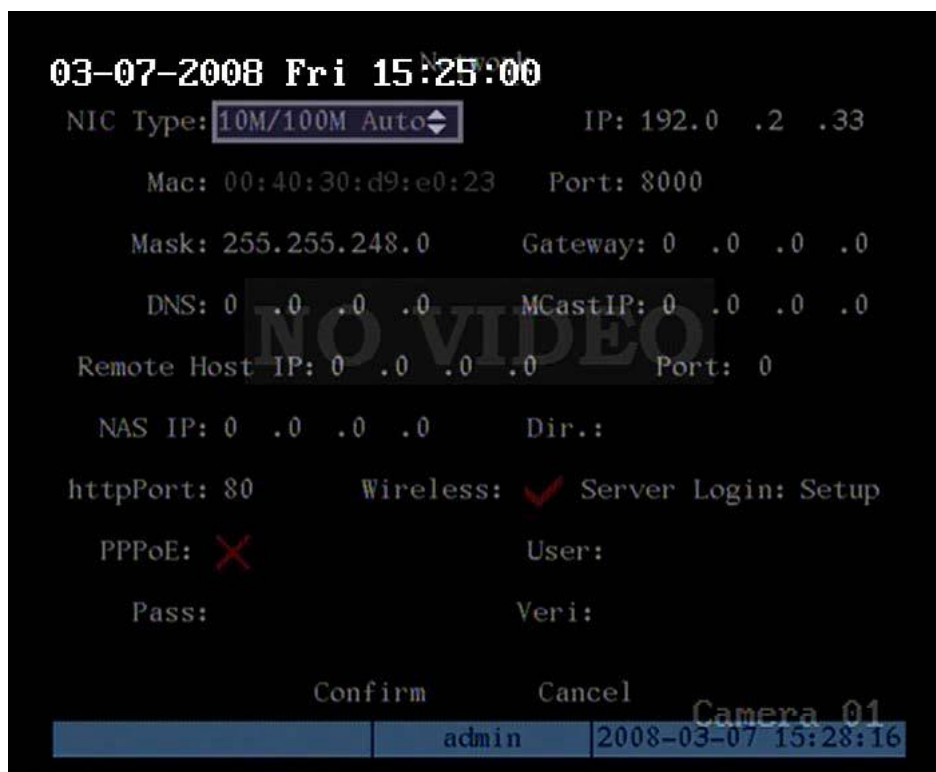 Network
03-07-2008 Fri 15:25:00
NIC Type: 10M/100M Auto IP: 192.0 .2 .33
Mac: 00:40:30:d9:e0:23 Port: 8000
Mask: 255.255.248.0 Gateway: 0 .0 .0 .0
DNS: 0 .0 .0 .0 MCastIP: 0 .0 .0 .0
NO VIDEO
Remote Host IP: 0 .0 .0 .0 Port: 0
NAS IP: 0 .0 .0 .0 Dir.:
httpPort: 80 Wireless: Server Login: Setup
PPPoE: User:
Pass: Veri:
Confirm Cancel
Camera 01
admin 2008-03-07 15:28:16